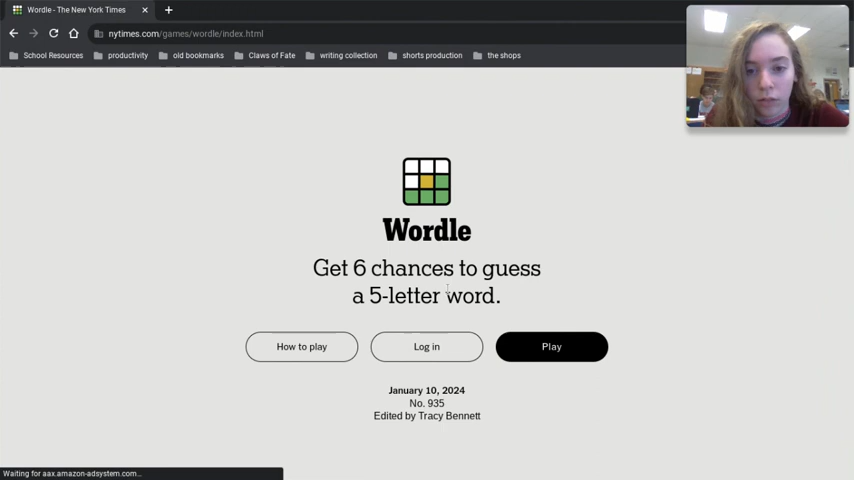 Wordle - The New York Times
nytimes.com/games/wordle/index.html
School Resources productivity old bookmarks Claws of Fate writing collection shorts production the shops
Wordle
Get 6 chances to guess
a 5-letter word.
How to play Log in Play
January 10, 2024
No. 935
Edited by Tracy Bennett
Waiting for aax.amazon-adsystem.com...